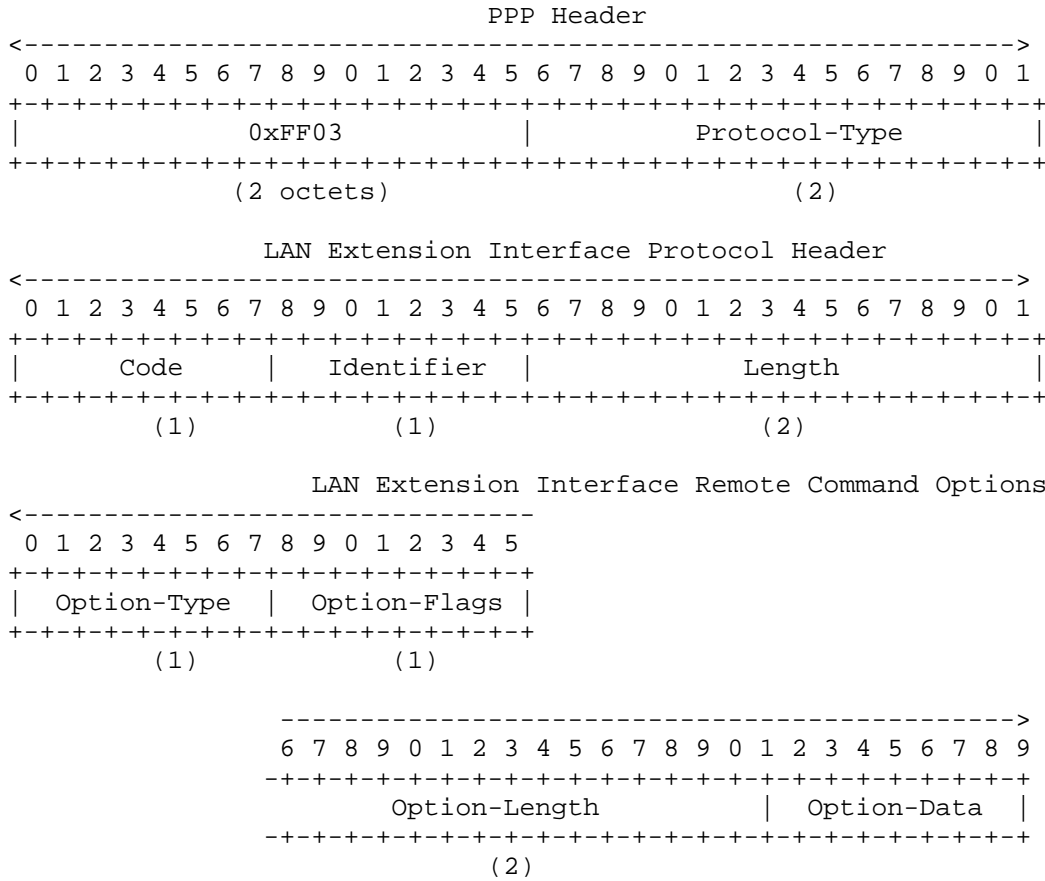 PPP Header
<-------------------------------------------------------------->
 0 1 2 3 4 5 6 7 8 9 0 1 2 3 4 5 6 7 8 9 0 1 2 3 4 5 6 7 8 9 0 1
+-+-+-+-+-+-+-+-+-+-+-+-+-+-+-+-+-+-+-+-+-+-+-+-+-+-+-+-+-+-+-+-+
|              0xFF03           |          Protocol-Type        |
+-+-+-+-+-+-+-+-+-+-+-+-+-+-+-+-+-+-+-+-+-+-+-+-+-+-+-+-+-+-+-+-+
              (2 octets)                         (2)
                LAN Extension Interface Protocol Header
<-------------------------------------------------------------->
 0 1 2 3 4 5 6 7 8 9 0 1 2 3 4 5 6 7 8 9 0 1 2 3 4 5 6 7 8 9 0 1
+-+-+-+-+-+-+-+-+-+-+-+-+-+-+-+-+-+-+-+-+-+-+-+-+-+-+-+-+-+-+-+-+
|      Code     |   Identifier  |             Length            |
+-+-+-+-+-+-+-+-+-+-+-+-+-+-+-+-+-+-+-+-+-+-+-+-+-+-+-+-+-+-+-+-+
         (1)            (1)                    (2)
                   LAN Extension Interface Remote Command Options
<--------------------------------
 0 1 2 3 4 5 6 7 8 9 0 1 2 3 4 5
+-+-+-+-+-+-+-+-+-+-+-+-+-+-+-+-+
|  Option-Type  |  Option-Flags |
+-+-+-+-+-+-+-+-+-+-+-+-+-+-+-+-+
         (1)            (1)
                 ---------------------------------------------->
                 6 7 8 9 0 1 2 3 4 5 6 7 8 9 0 1 2 3 4 5 6 7 8 9
                -+-+-+-+-+-+-+-+-+-+-+-+-+-+-+-+-+-+-+-+-+-+-+-+
                        Option-Length          |  Option-Data  |
                -+-+-+-+-+-+-+-+-+-+-+-+-+-+-+-+-+-+-+-+-+-+-+-+
                              (2)